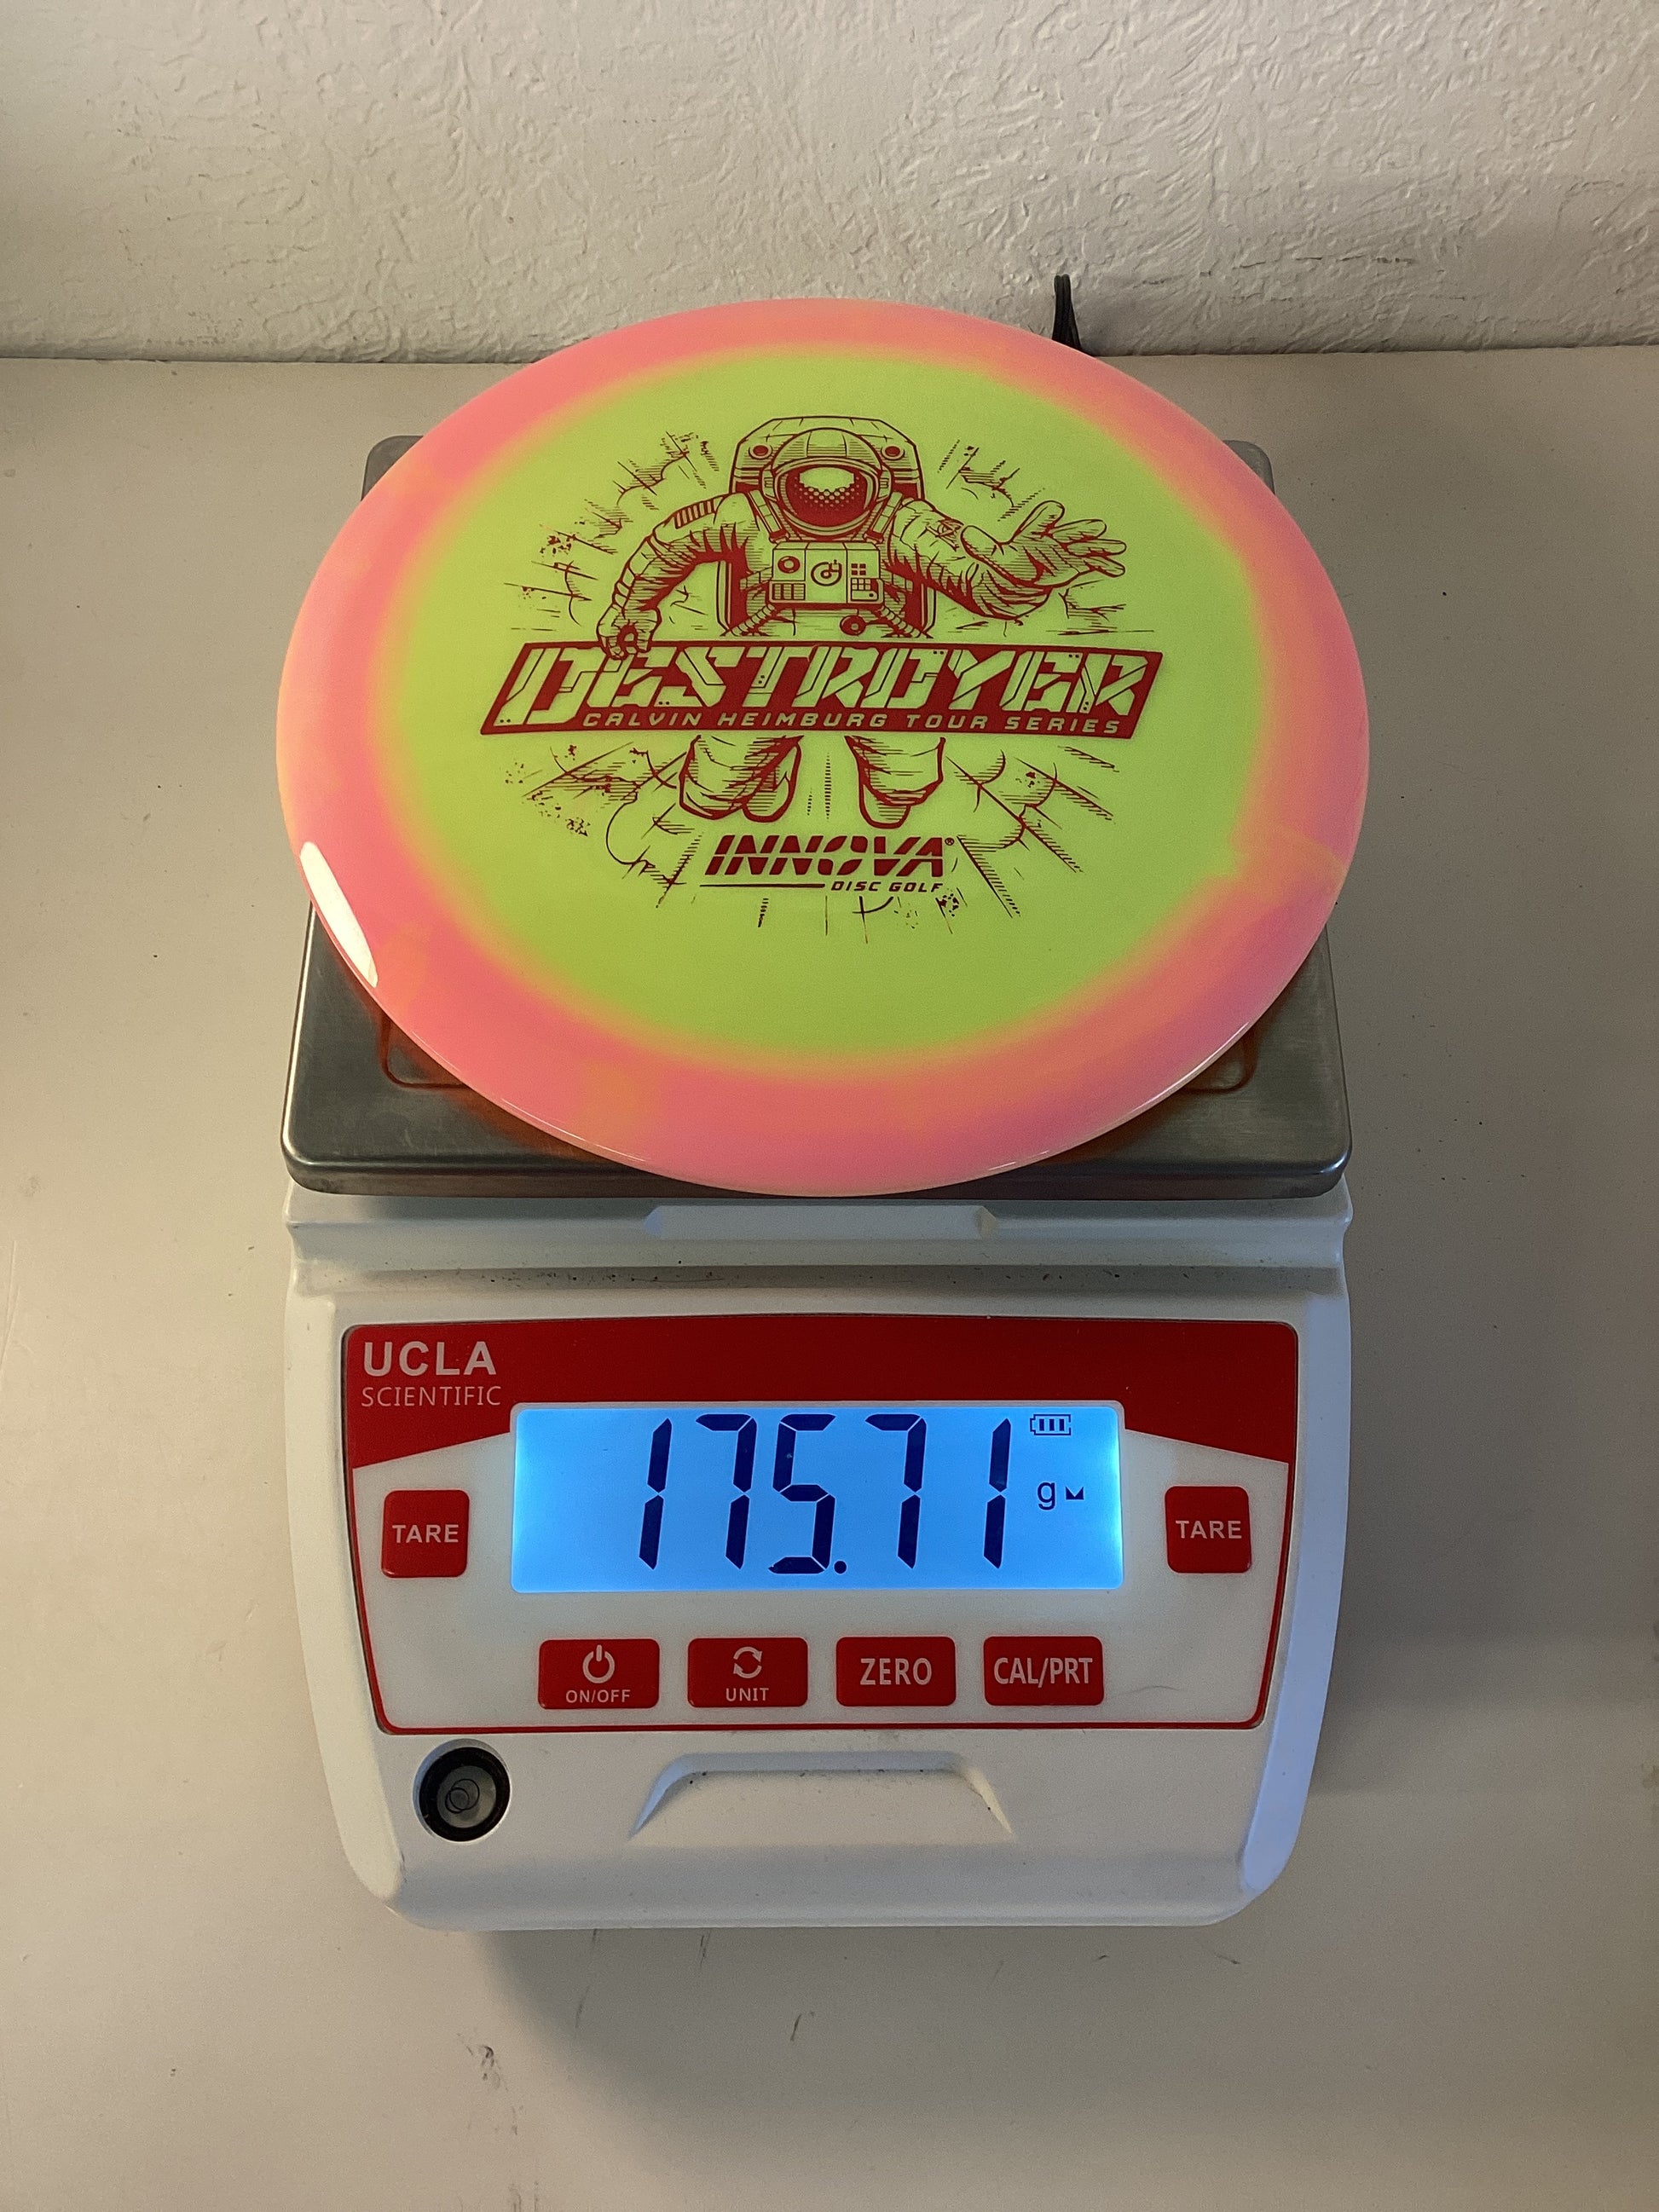 DESTROYER
CALVIN HEIMBURG TOUR SERIES
INNOVA®
DISC GOLF
UCLA
SCIENTIFIC
175.71
g
TARE
TARE
ON/OFF
UNIT
ZERO
CAL/PRT